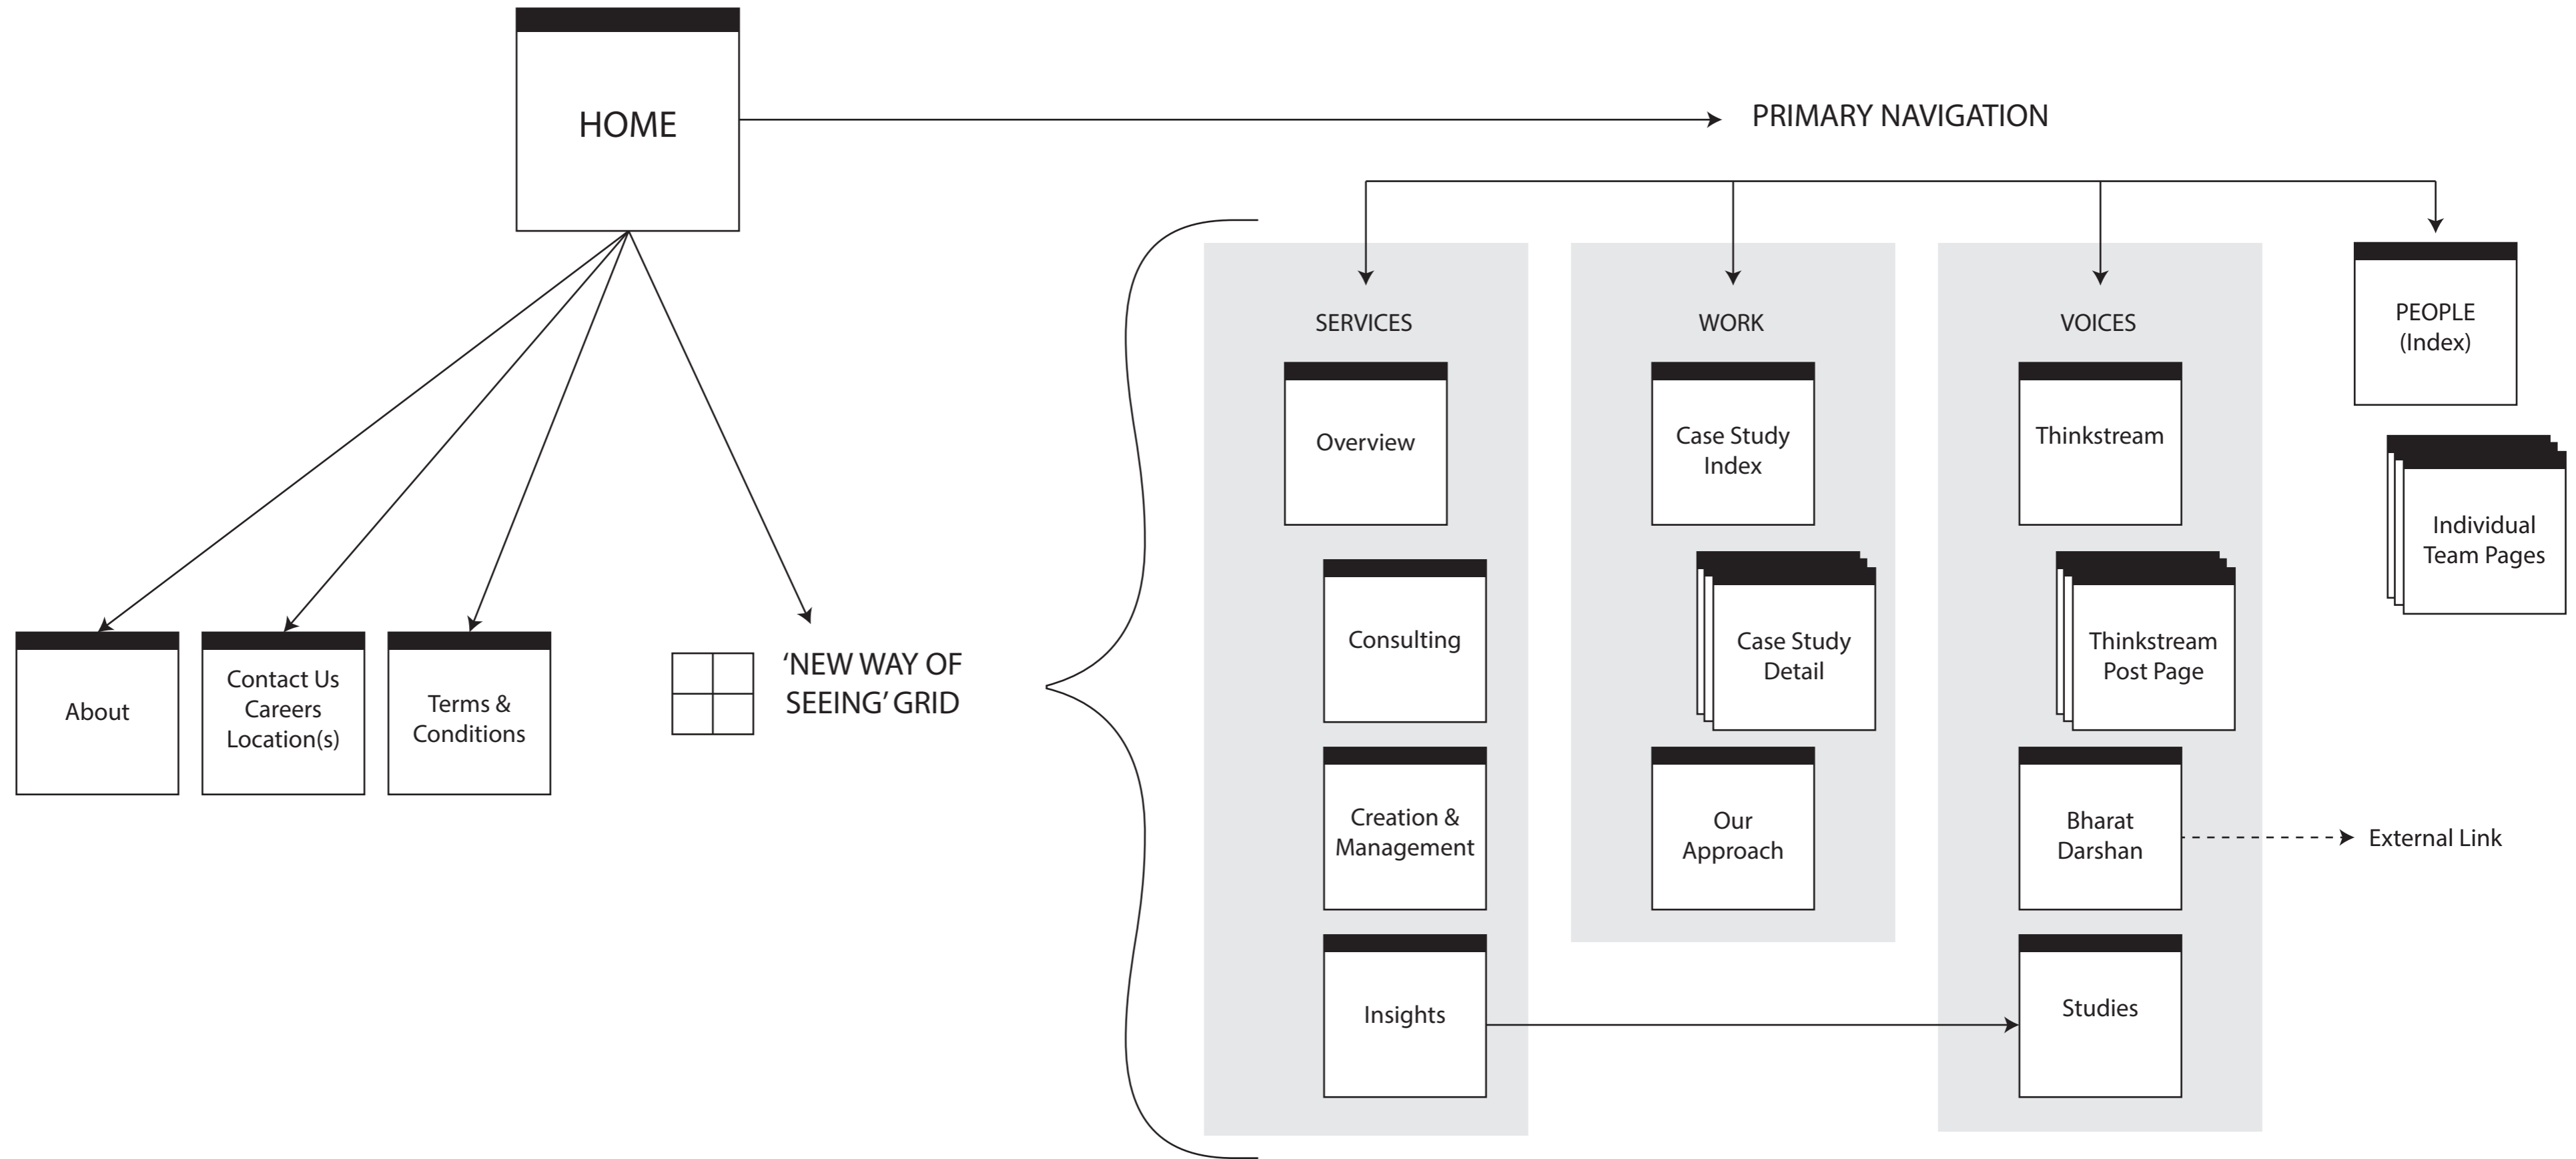 HOME
PRIMARY NAVIGATION
SERVICES
WORK
VOICES
PEOPLE
(Index)
Overview
Case Study
Index
Thinkstream
Individual
Team Pages
Consulting
Case Study
Detail
Thinkstream
Post Page
About
Contact Us
Careers
Location(s)
Terms &
Conditions
‘NEW WAY OF
SEEING’ GRID
Creation &
Management
Our
Approach
Bharat
Darshan
External Link
Insights
Studies